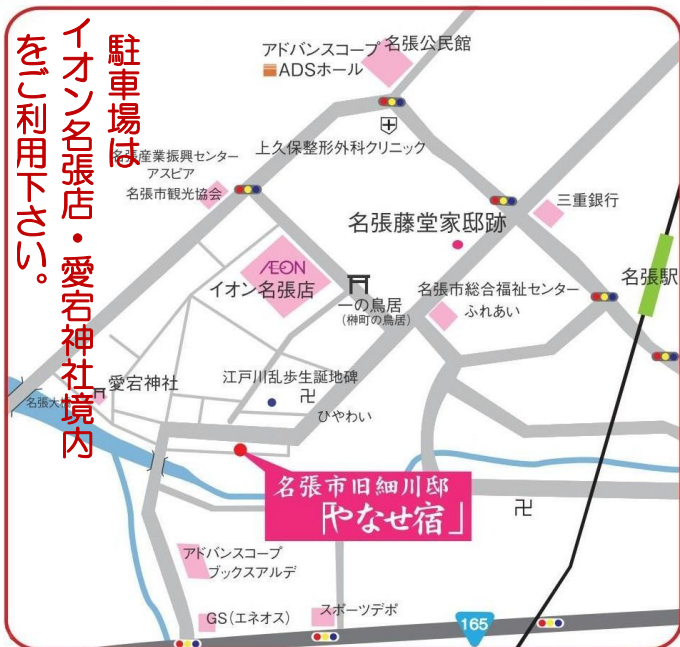 駐車場は
イオン名張店・愛宕神社境内
をご利用下さい。
アドバンスコープ
ADSホール
名張公民館
上久保整形外科クリニック
名張産業振興センター
アスピア
名張市観光協会
三重銀行
名張藤堂家邸跡
ÆON
イオン名張店
一の鳥居
(榊町の鳥居)
名張市総合福祉センター
ふれあい
名張駅
愛宕神社
名張大
江戸川乱歩生誕地碑
卍
ひやわい
名張市旧細川邸
「やなせ宿」
卍
アドバンスコープ
ブックスアルデ
GS(エネオス)
スポーツデポ
165